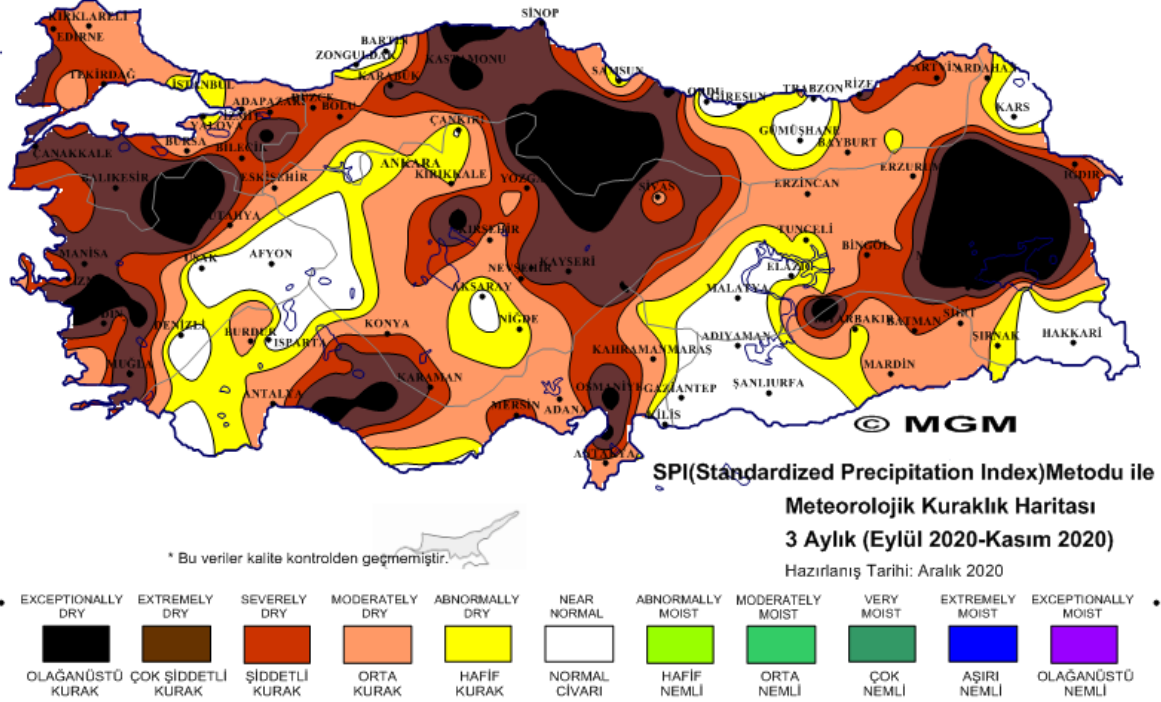 SİNOP
KIRKLARELİ
EDIRNE
BARTIN
ZONGULDAK
KASTAMONU
TEKİRDAĞ
İSTANBUL
KARABÜK
SAMSUN
ARTVİN
ARDAHAN
ORDU
GİRESUN
TRABZON
RİZE
ADAPAZARI
DÜZCE
BOLU
İZMİT
YALOVA
ÇANKIRI
KARS
GÜMÜŞHANE
BAYBURT
BURSA
BİLECİK
ÇANAKKALE
ANKARA
KIRIKKALE
ERZURUM
IĞDIR
BALIKESİR
ESKİŞEHİR
YOZGAT
SİVAS
ERZİNCAN
KUTAHYA
KIRŞEHİR
TUNCELİ
BİNGÖL
MANİSA
UŞAK
AFYON
NEVŞEHİR
KAYSERİ
ELAZIĞ
AKSARAY
MALATYA
DENİZLİ
BURDUR
ISPARTA
KONYA
NİĞDE
ADIYAMAN
DİYARBAKIR
BATMAN
SİİRT
ŞIRNAK
HAKKARİ
KAHRAMANMARAŞ
MUĞLA
KARAMAN
OSMANİYE
GAZİANTEP
ŞANLIURFA
MARDİN
ANTALYA
MERSİN
ADANA
KİLİS
ANTAKYA
© MGM
SPI(Standardized Precipitation Index)Metodu ile
Meteorolojik Kuraklık Haritası
3 Aylık (Eylül 2020-Kasım 2020)
Hazırlanış Tarihi: Aralık 2020
* Bu veriler kalite kontrolden geçmemiştir.
EXCEPTIONALLY DRY
EXTREMELY DRY
SEVERELY DRY
MODERATELY DRY
ABNORMALLY DRY
NEAR NORMAL
ABNORMALLY MOIST
MODERATELY MOIST
VERY MOIST
EXTREMELY MOIST
EXCEPTIONALLY MOIST
OLAĞANÜSTÜ KURAK
ÇOK ŞİDDETLİ KURAK
ŞİDDETLİ KURAK
ORTA KURAK
HAFİF KURAK
NORMAL CİVARI
HAFİF NEMLİ
ORTA NEMLİ
ÇOK NEMLİ
AŞIRI NEMLİ
OLAĞANÜSTÜ NEMLİ